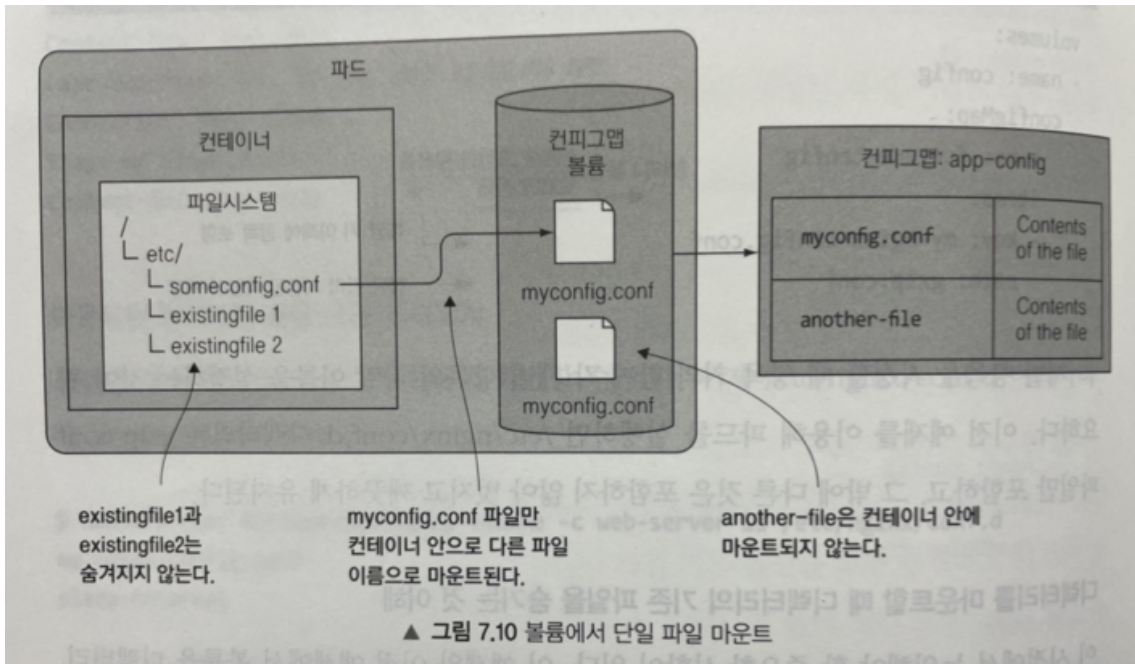 파드
컨테이너
파일시스템
/
etc/
someconfig.conf
existingfile 1
existingfile 2
컨피그맵
볼륨
myconfig.conf
myconfig.conf
컨피그맵: app-config
myconfig.conf
Contents
of the file
another-file
Contents
of the file
existingfile1과
existingfile2는
숨겨지지 않는다.
myconfig.conf 파일만
컨테이너 안으로 다른 파일
이름으로 마운트된다.
another-file은 컨테이너 안에
마운트되지 않는다.
▲ 그림 7.10 볼륨에서 단일 파일 마운트